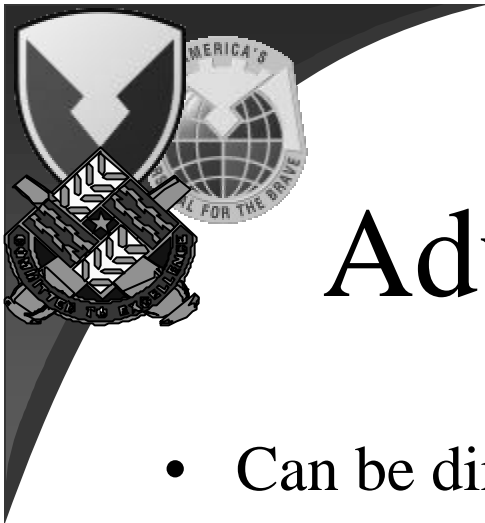 AMERICA'S
FOR THE BRAVE
COMMITTED TO EXCELLENCE
Adv
• Can be di